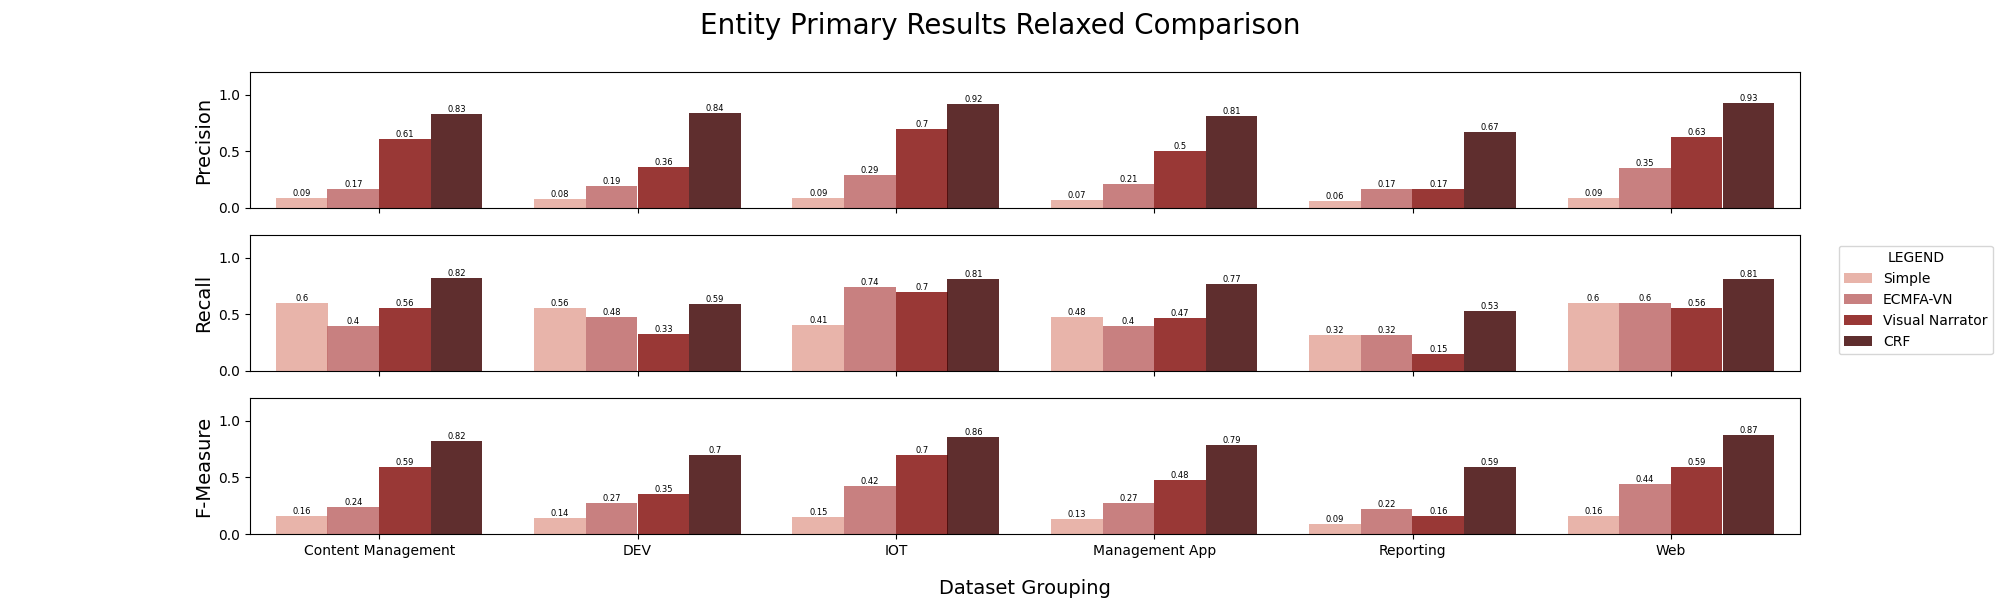 Entity Primary Results Relaxed Comparison
Precision
1.0
0.5
0.0
0.09 0.17 0.61 0.83 0.08 0.19 0.36 0.84 0.09 0.29 0.7 0.92 0.07 0.21 0.5 0.81 0.06 0.17 0.17 0.67 0.09 0.35 0.63 0.93
Recall
1.0
0.5
0.0
0.6 0.4 0.56 0.82 0.56 0.48 0.33 0.59 0.41 0.74 0.7 0.81 0.48 0.4 0.47 0.77 0.32 0.32 0.15 0.53 0.6 0.6 0.56 0.81
LEGEND
Simple
ECMFA-VN
Visual Narrator
CRF
F-Measure
1.0
0.5
0.0
0.16 0.24 0.59 0.82 0.14 0.27 0.35 0.7 0.15 0.42 0.7 0.86 0.13 0.27 0.48 0.79 0.09 0.22 0.16 0.59 0.16 0.44 0.59 0.87
Content Management DEV IOT Management App Reporting Web
Dataset Grouping